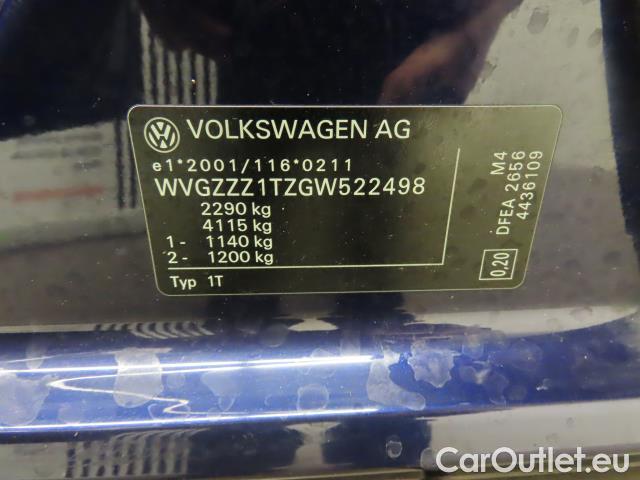 VOLKSWAGEN AG
e1*2001/116*0211
WVGZZZ1TZGW522498
2290 kg
4115 kg
1- 1140 kg
2- 1200 kg
Typ 1T
M4
DFEA 2656
4436109
0,20
CarOutlet.eu